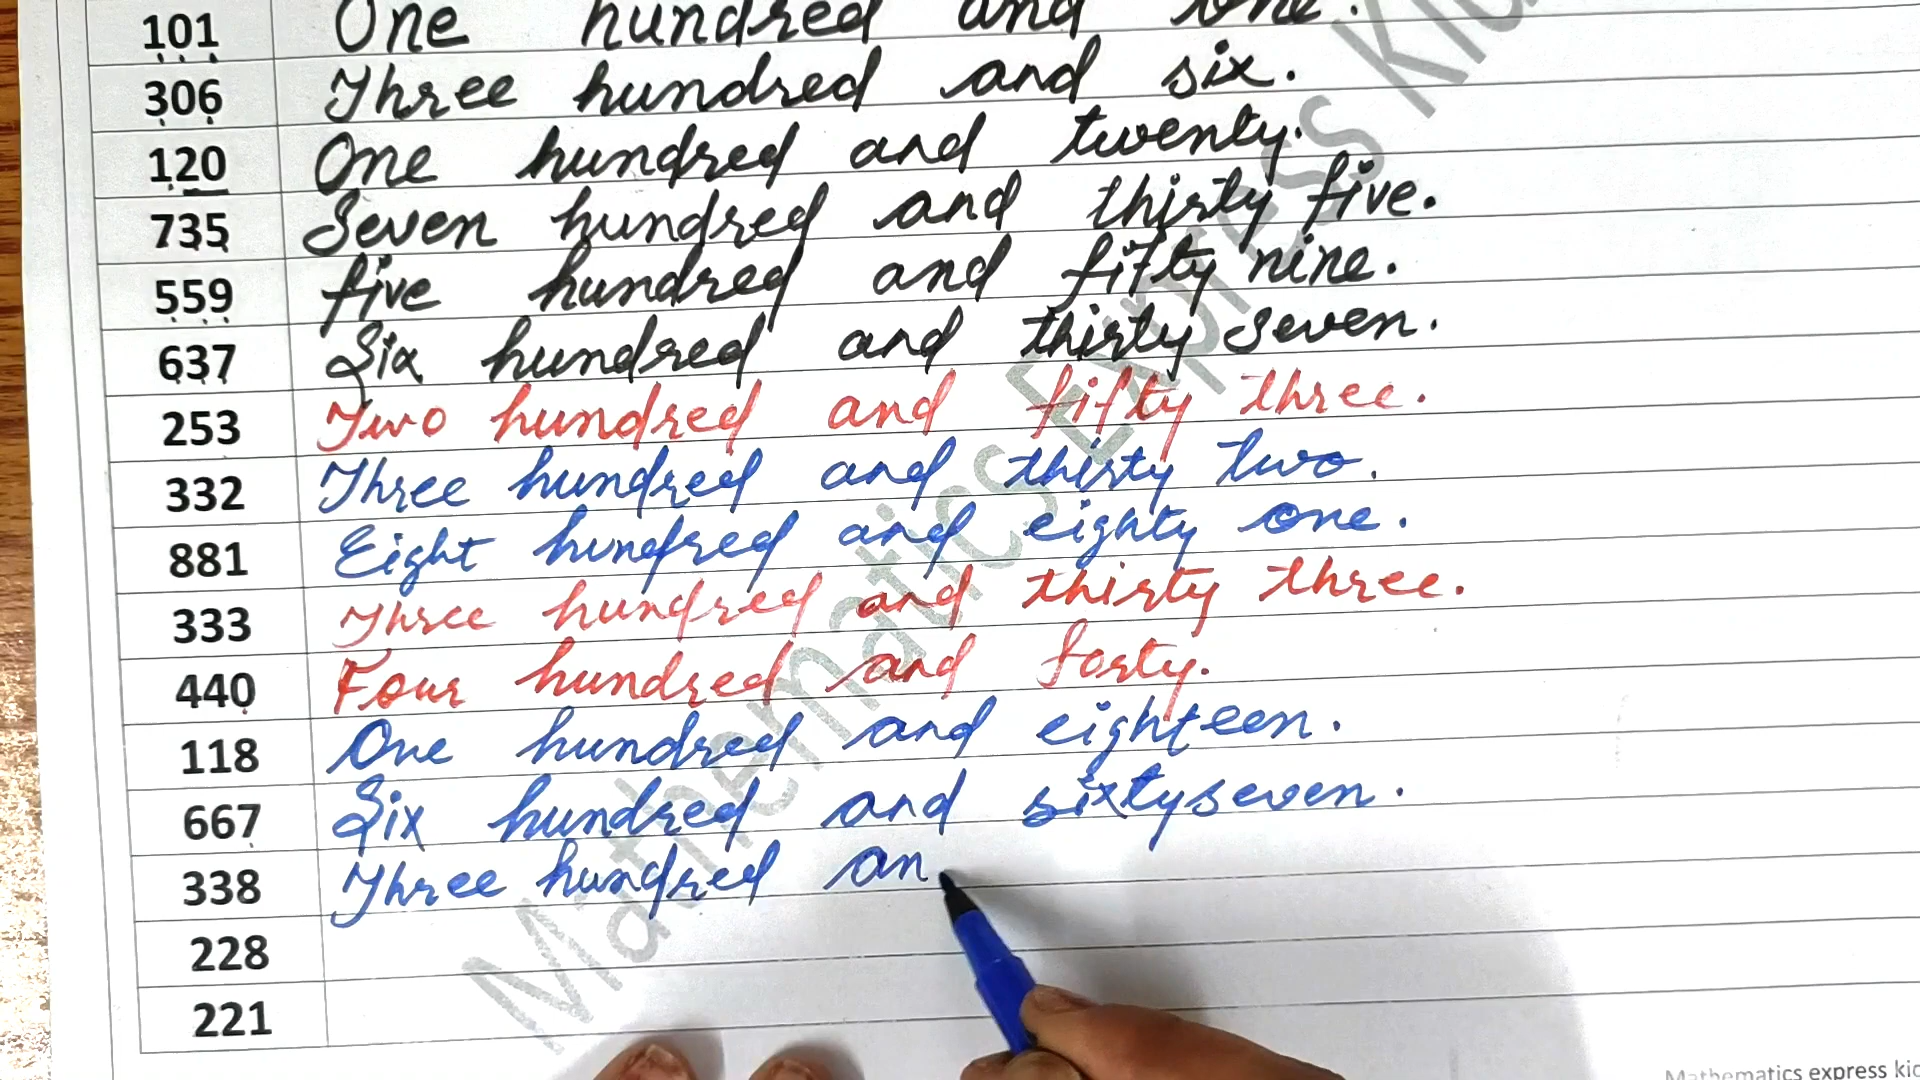 101 One hundred and one.
306 Three hundred and six.
120 One hundred and twenty.
735 Seven hundred and thirty five.
559 five hundred and fifty nine.
637 Six hundred and thirty seven.
253 Two hundred and fifty three.
332 Three hundred and thirty two.
881 Eight hundred and eighty one.
333 Three hundred and thirty three.
440 Four hundred and forty.
118 One hundred and eighteen.
667 Six hundred and sixtyseven.
338 Three hundred an
228
221
Mathematics Express
Mathematics express